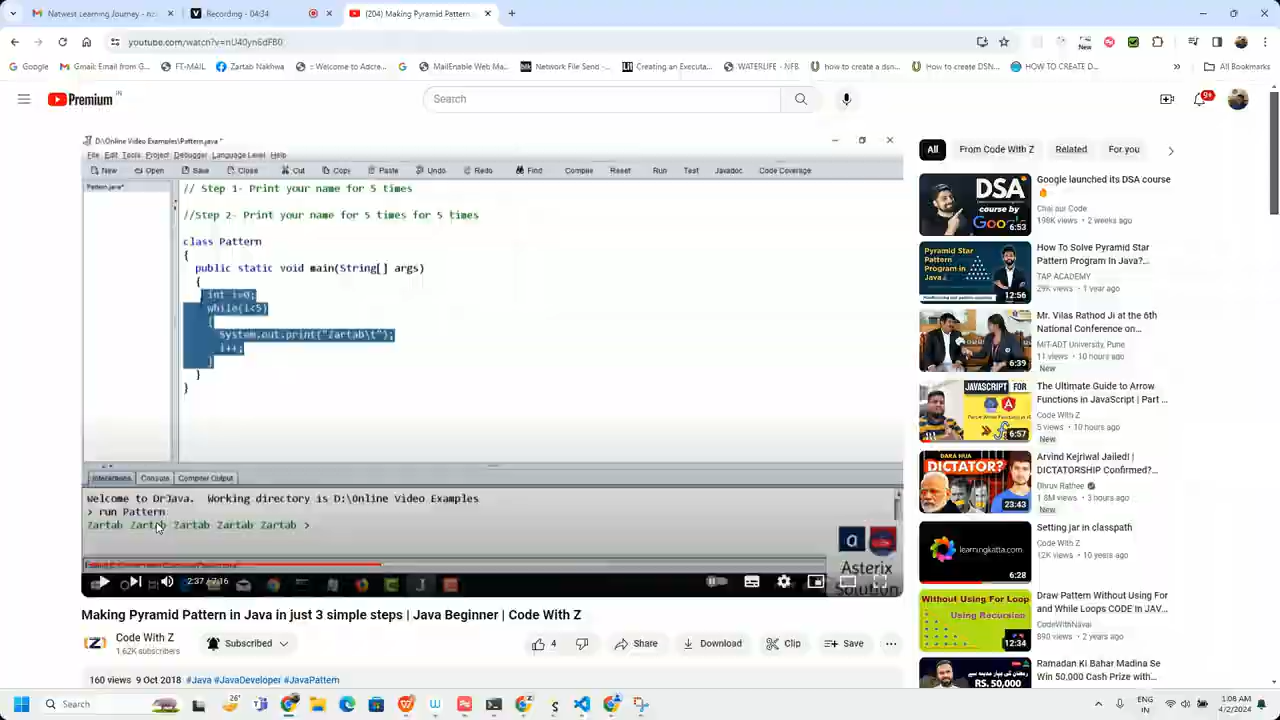 Natwest Learning Journey - nz
Recording - 04:34
(204) Making Pyramid Pattern
youtube.com/watch?v=nU40yn6dFB0
Google
Gmail: Email from G...
FT-MAIL
Zartab Nakhwa
:: Welcome to Adcra...
MailEnable Web Ma...
Network File Send -...
Creating an Executa...
WATERLIFE - NFB
how to create a dsn...
How to create DSN...
HOW TO CREATE D...
All Bookmarks
Premium IN
Search
9+
D:\Online Video Examples\Pattern.java *
File Edit Tools Project Debugger Language Level Help
New Open Save Close Cut Copy Paste Undo Redo Find Compile Reset Run Test Javadoc Code Coverage
Pattern.java*
// Step 1- Print your name for 5 times
//Step 2- Print your name for 5 times for 5 times
class Pattern
{
public static void main(String[] args)
{
int i=0;
while(i<5)
{
System.out.print("Zartab\t");
i++;
}
}
}
Interactions Console Compiler Output
Welcome to DrJava. Working directory is D:\Online Video Examples
> run Pattern
Zartab Zartab Zartab Zartab Zartab
Asterix
2:37 / 7:16
Making Pyramid Pattern in
simple steps | Java Beginner | Code With Z
Code With Z
1.62K subscribers
Share
Download
Clip
Save
160 views 9 Oct 2018 #Java #JavaDeveloper
All
From Code With Z
Related
For you
Google launched its DSA course
Chai aur Code
198K views • 2 weeks ago
DSA
course by
Google
6:53
How To Solve Pyramid Star
Pattern Program In Java?...
TAP ACADEMY
29K views • 1 year ago
Pyramid Star
Pattern
Program in
Java
12:56
Mr. Vilas Rathod Ji at the 6th
National Conference on...
MIT-ADT University, Pune
11 views • 10 hours ago
New
6:39
The Ultimate Guide to Arrow
Functions in JavaScript | Part ...
Code With Z
5 views • 10 hours ago
New
JAVASCRIPT FOR
6:57
Arvind Kejriwal Jailed! |
DICTATORSHIP Confirmed?...
Dhruv Rathee
1.8M views • 3 hours ago
New
DARA HUA
DICTATOR?
23:43
Setting jar in classpath
Code With Z
12K views • 10 years ago
learningkatta.com
6:28
Draw Pattern Without Using For
and While Loops CODE In JAV...
CodeWithNaval
890 views • 2 years ago
Without Using For Loop
Using Recursion
12:34
Ramadan Ki Bahar Madina Se
Win 50,000 Cash Prize with...
RS. 50,000
Search
ENG
IN
1:08 AM
4/2/2024